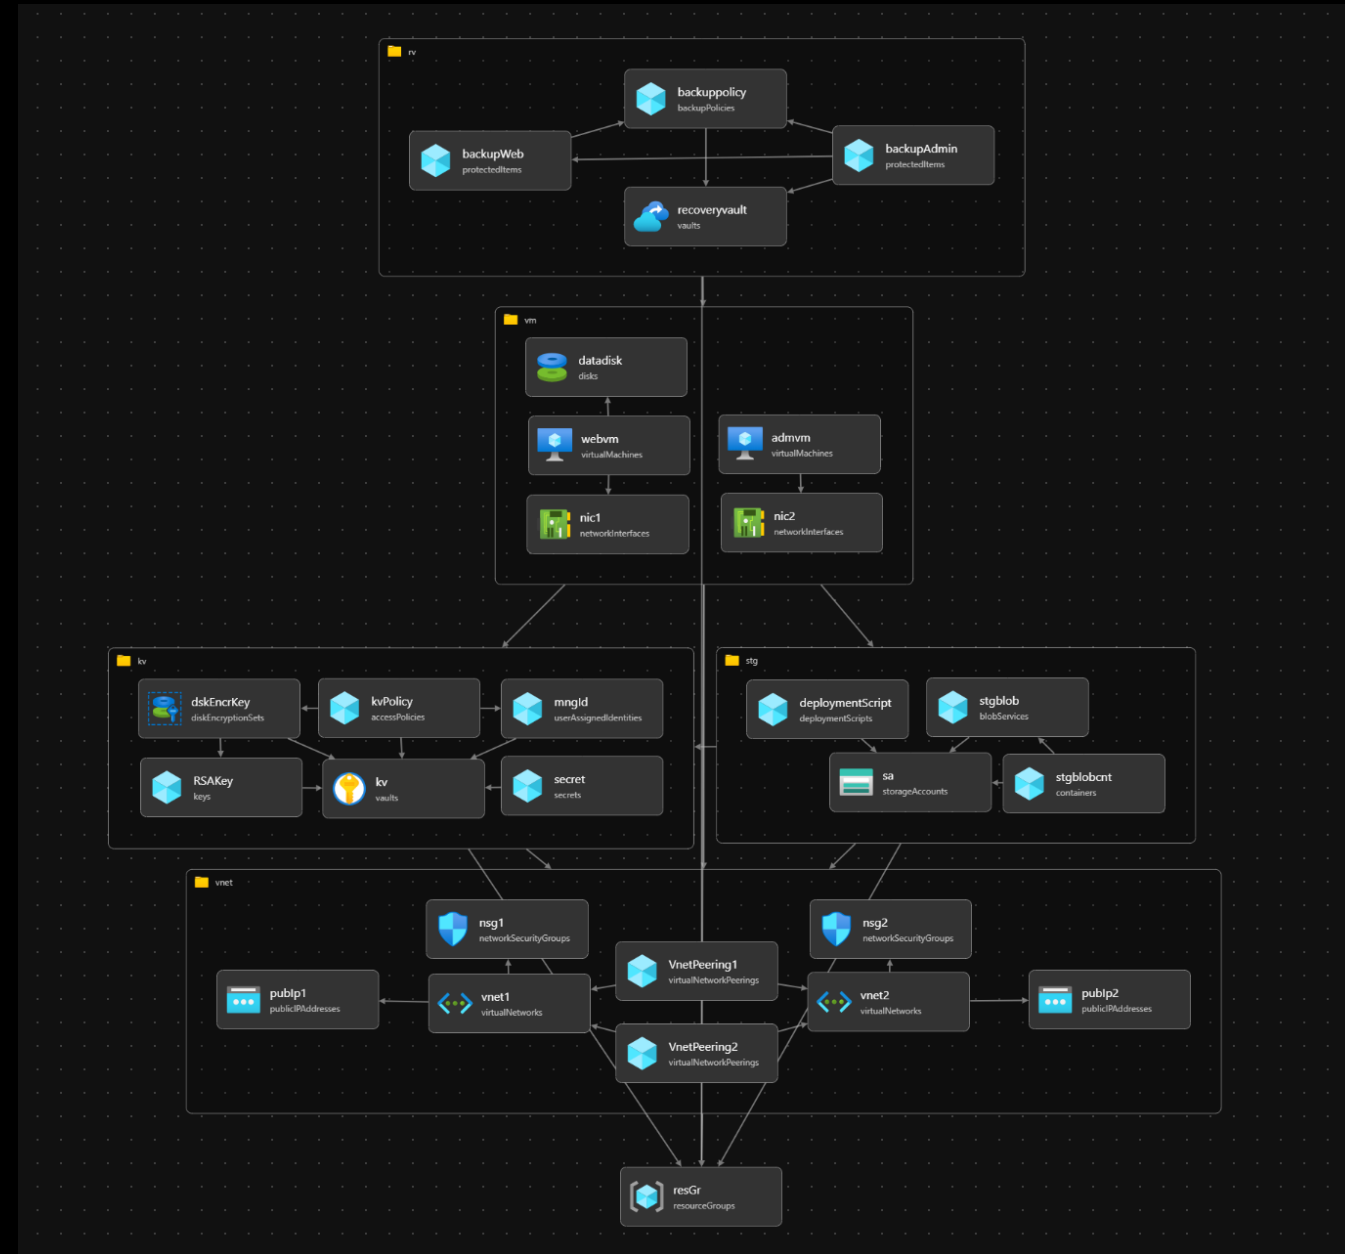 rv
backuppolicy
backupPolicies
backupWeb
protectedItems
backupAdmin
protectedItems
recoveryvault
vaults
vm
datadisk
disks
webvm
virtualMachines
admvm
virtualMachines
nic1
networkInterfaces
nic2
networkInterfaces
kv
dskEncrKey
diskEncryptionSets
kvPolicy
accessPolicies
mngId
userAssignedIdentities
RSAKey
keys
kv
vaults
secret
secrets
stg
deploymentScript
deploymentScripts
stgblob
blobServices
sa
storageAccounts
stgblobcnt
containers
vnet
nsg1
networkSecurityGroups
nsg2
networkSecurityGroups
pubIp1
publicIPAddresses
vnet1
virtualNetworks
VnetPeering1
virtualNetworkPeerings
vnet2
virtualNetworks
pubIp2
publicIPAddresses
VnetPeering2
virtualNetworkPeerings
resGr
resourceGroups